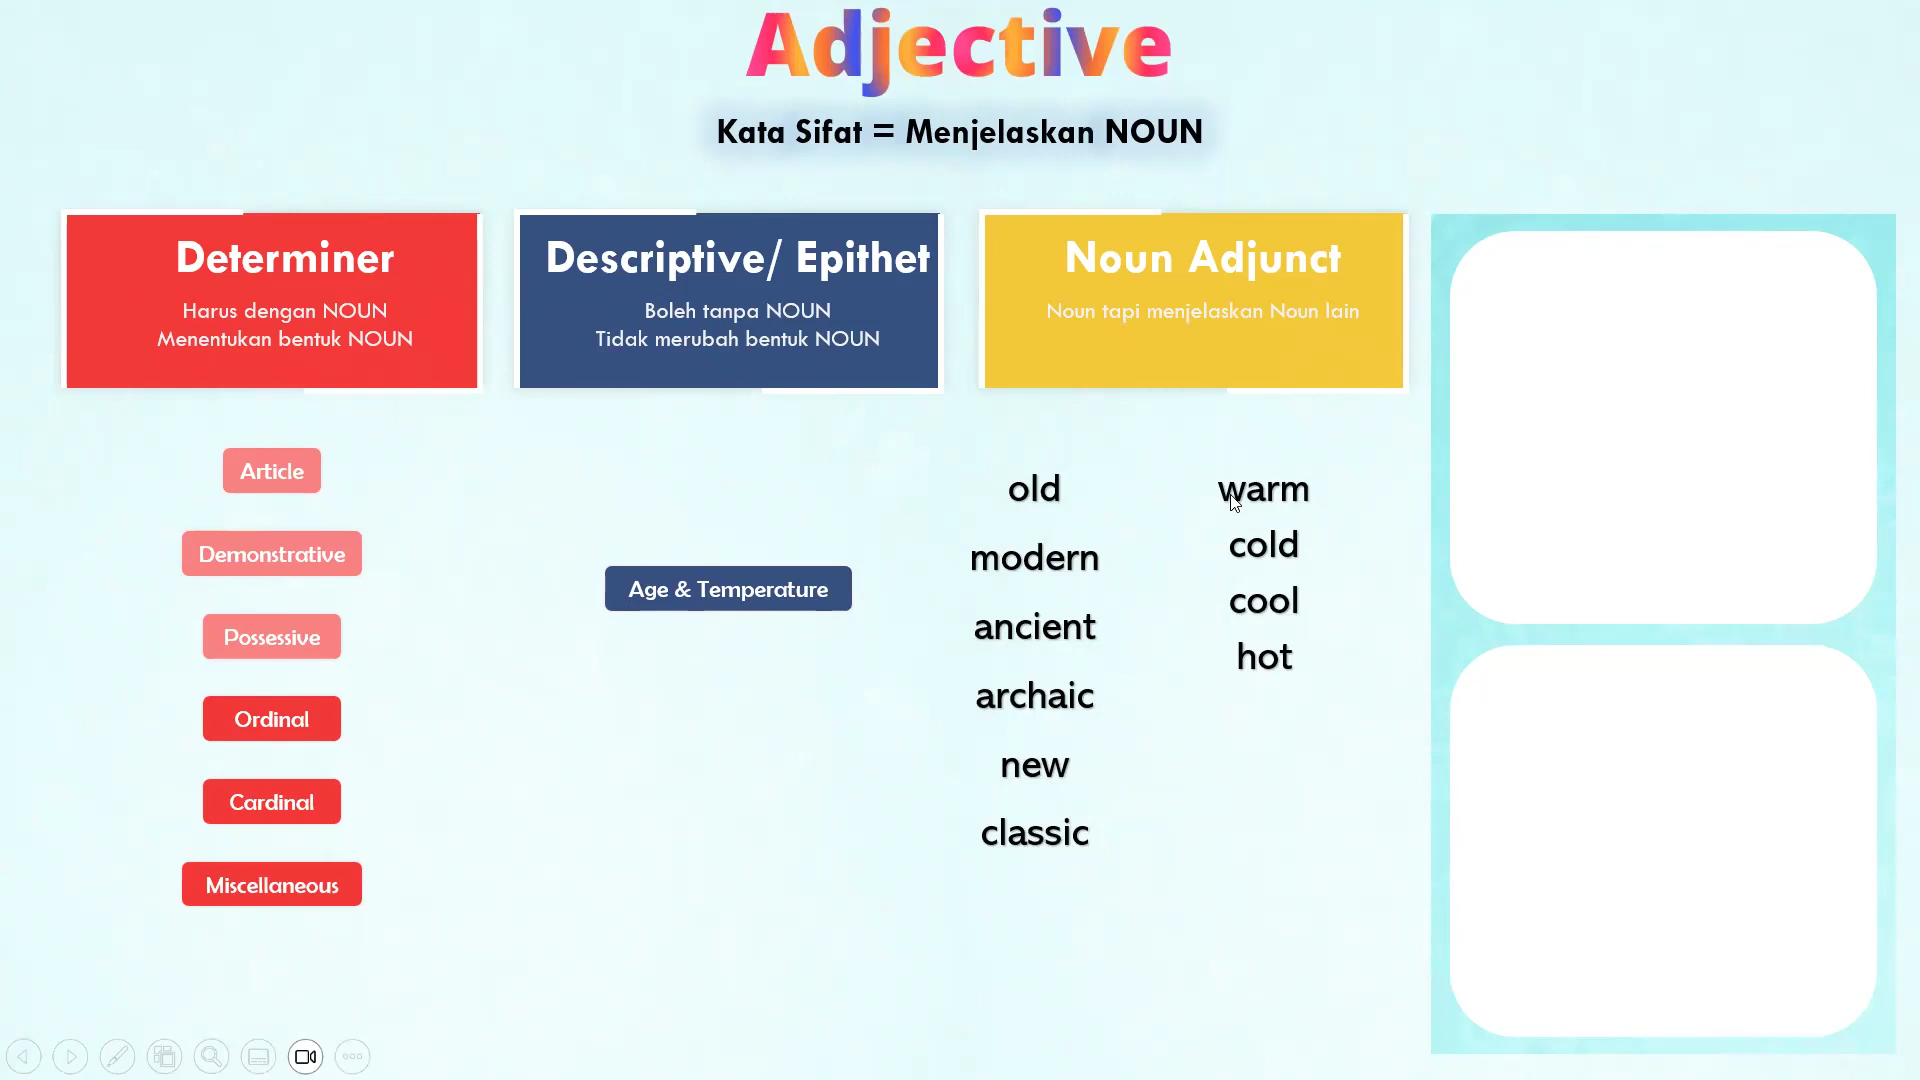 Adjective
Kata Sifat = Menjelaskan NOUN
Determiner
Harus dengan NOUN
Menentukan bentuk NOUN
Descriptive/ Epithet
Boleh tanpa NOUN
Tidak merubah bentuk NOUN
Noun Adjunct
Noun tapi menjelaskan Noun lain
Article
Demonstrative
Possessive
Ordinal
Cardinal
Miscellaneous
Age & Temperature
old
modern
ancient
archaic
new
classic
warm
cold
cool
hot